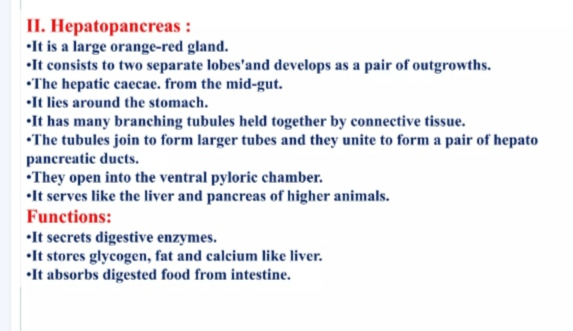 II. Hepatopancreas :
•It is a large orange-red gland.
•It consists to two separate lobes'and develops as a pair of outgrowths.
•The hepatic caecae. from the mid-gut.
•It lies around the stomach.
•It has many branching tubules held together by connective tissue.
•The tubules join to form larger tubes and they unite to form a pair of hepato
pancreatic ducts.
•They open into the ventral pyloric chamber.
•It serves like the liver and pancreas of higher animals.
Functions:
•It secrets digestive enzymes.
•It stores glycogen, fat and calcium like liver.
•It absorbs digested food from intestine.